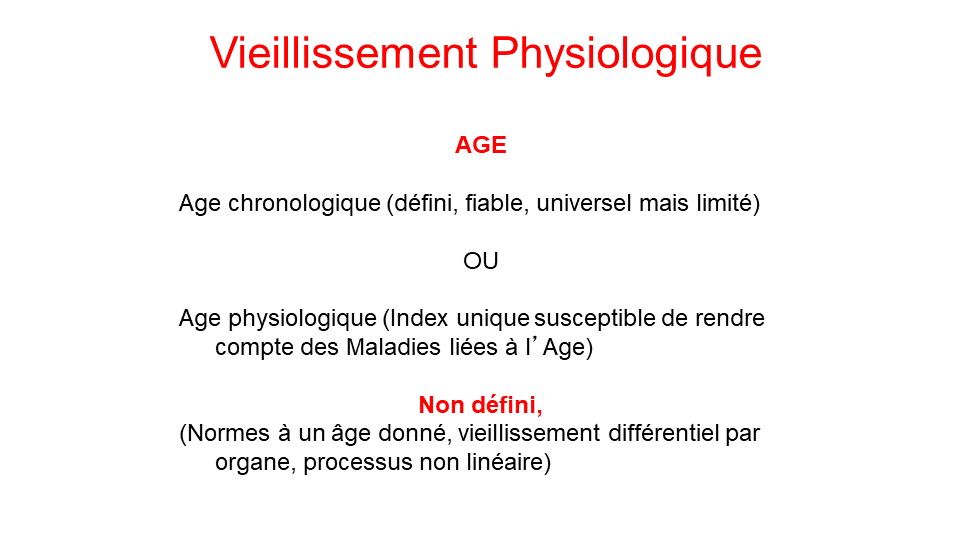 Vieillissement Physiologique
AGE
Age chronologique (défini, fiable, universel mais limité)
OU
Age physiologique (Index unique susceptible de rendre
compte des Maladies liées à l’Age)
Non défini,
(Normes à un âge donné, vieillissement différentiel par
organe, processus non linéaire)